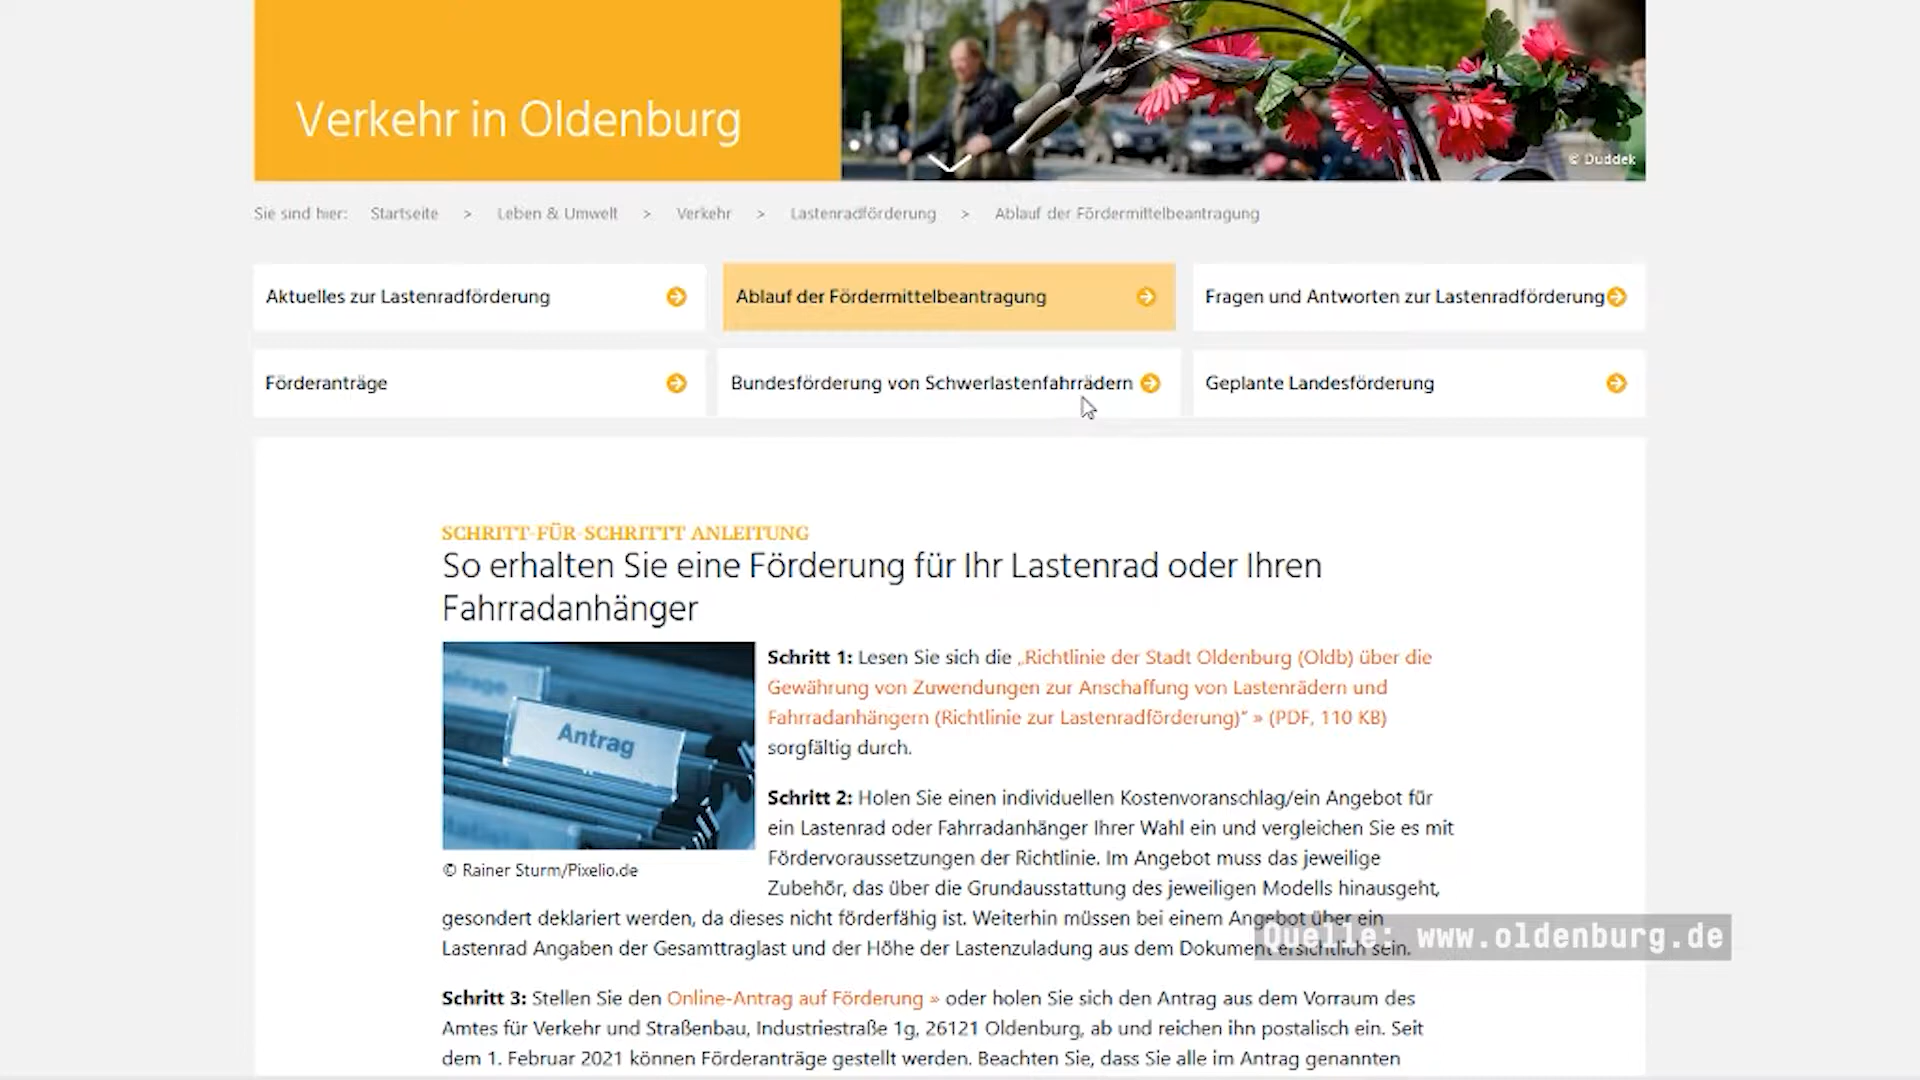 Verkehr in Oldenburg
© Duddek
Sie sind hier: Startseite > Leben & Umwelt > Verkehr > Lastenradförderung > Ablauf der Fördermittelbeantragung
Aktuelles zur Lastenradförderung
Ablauf der Fördermittelbeantragung
Fragen und Antworten zur Lastenradförderung
Förderanträge
Bundesförderung von Schwerlastenfahrrädern
Geplante Landesförderung
SCHRITT-FÜR-SCHRITTT ANLEITUNG
So erhalten Sie eine Förderung für Ihr Lastenrad oder Ihren
Fahrradanhänger
Antrag
© Rainer Sturm/Pixelio.de
Schritt 1: Lesen Sie sich die „Richtlinie der Stadt Oldenburg (Oldb) über die
Gewährung von Zuwendungen zur Anschaffung von Lastenrädern und
Fahrradanhängern (Richtlinie zur Lastenradförderung)“ » (PDF, 110 KB)
sorgfältig durch.
Schritt 2: Holen Sie einen individuellen Kostenvoranschlag/ein Angebot für
ein Lastenrad oder Fahrradanhänger Ihrer Wahl ein und vergleichen Sie es mit
Fördervoraussetzungen der Richtlinie. Im Angebot muss das jeweilige
Zubehör, das über die Grundausstattung des jeweiligen Modells hinausgeht,
gesondert deklariert werden, da dieses nicht förderfähig ist. Weiterhin müssen bei einem Angebot über ein
Lastenrad Angaben der Gesamttraglast und der Höhe der Lastenzuladung aus dem Dokument ersichtlich sein.
Quelle: www.oldenburg.de
Schritt 3: Stellen Sie den Online-Antrag auf Förderung » oder holen Sie sich den Antrag aus dem Vorraum des
Amtes für Verkehr und Straßenbau, Industriestraße 1g, 26121 Oldenburg, ab und reichen ihn postalisch ein. Seit
dem 1. Februar 2021 können Förderanträge gestellt werden. Beachten Sie, dass Sie alle im Antrag genannten